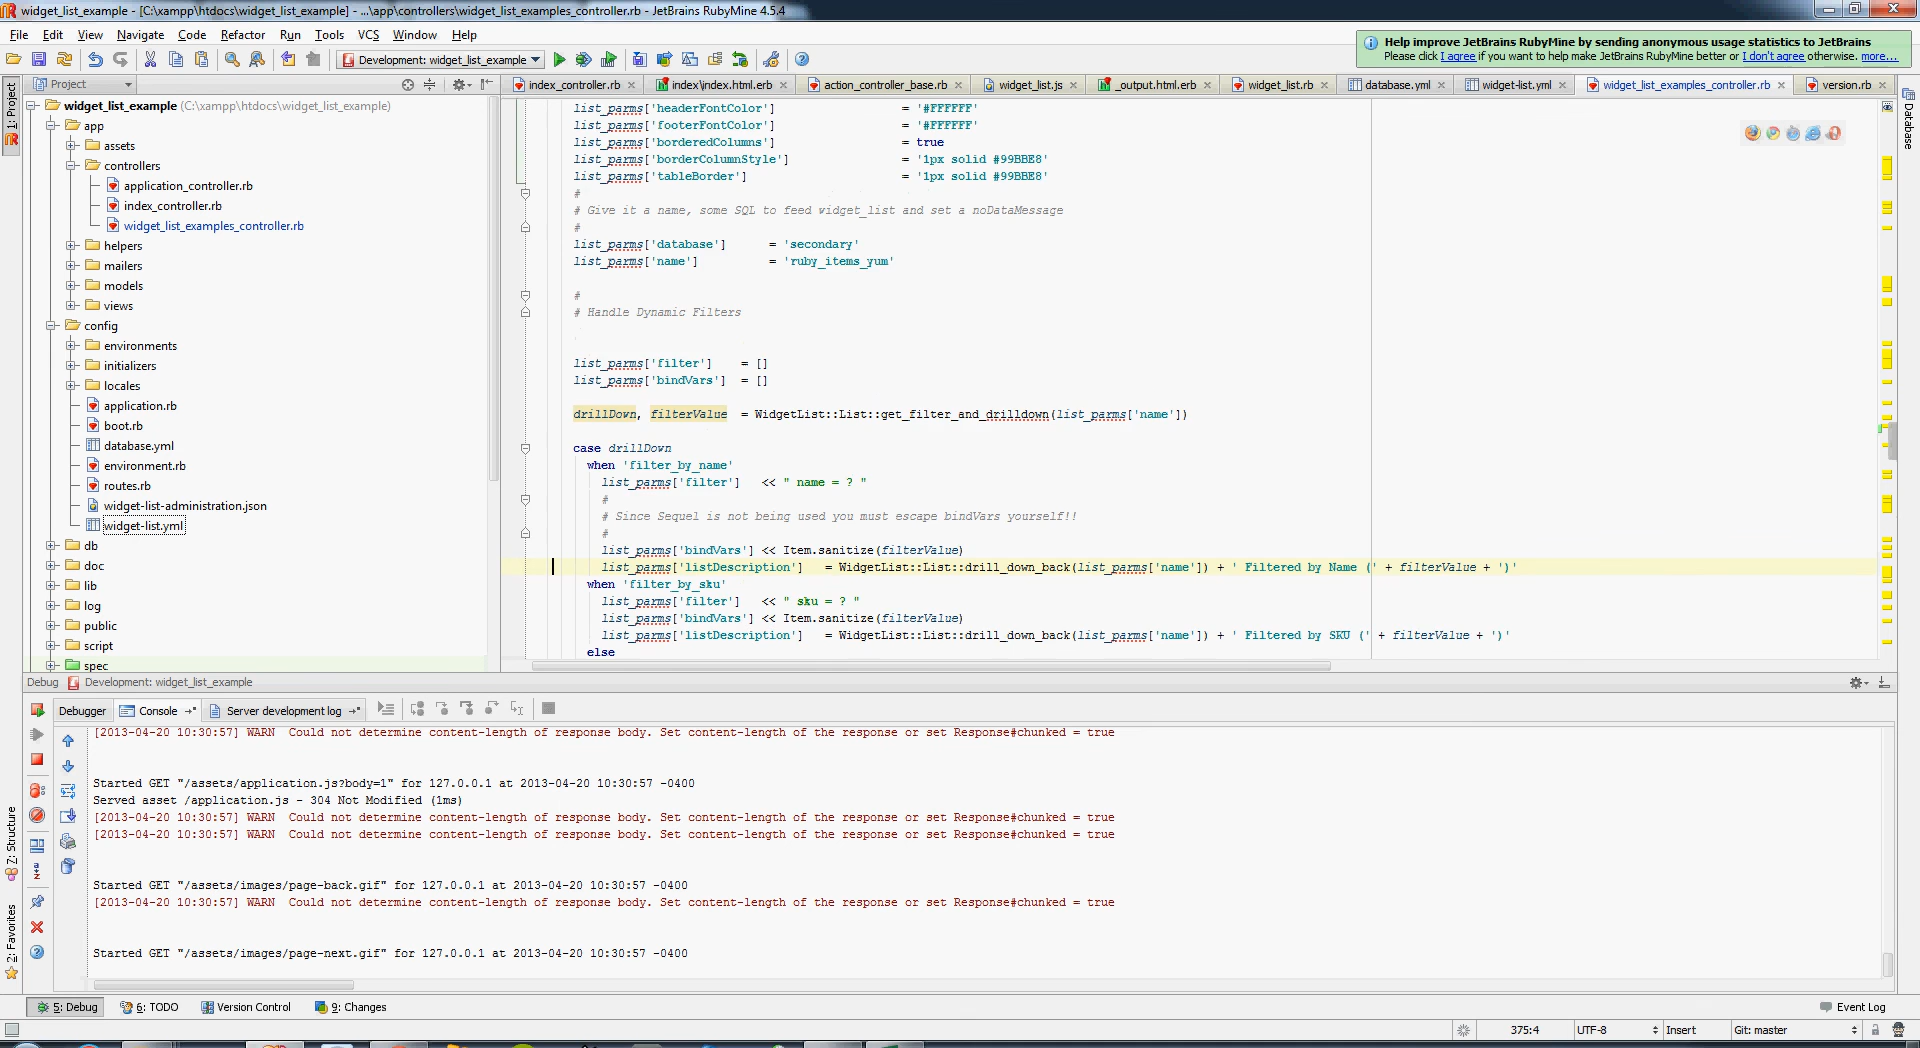 widget_list_example - [C:\xampp\htdocs\widget_list_example] - ...\app\controllers\widget_list_examples_controller.rb - JetBrains RubyMine 4.5.4
File Edit View Navigate Code Refactor Run Tools VCS Window Help
Development: widget_list_example
Help improve JetBrains RubyMine by sending anonymous usage statistics to JetBrains
Please click I agree if you want to help make JetBrains RubyMine better or I don't agree otherwise. more...
Project
index_controller.rb index\index.html.erb action_controller_base.rb widget_list.js _output.html.erb widget_list.rb database.yml widget-list.yml widget_list_examples_controller.rb version.rb
1: Project
Database
widget_list_example (C:\xampp\htdocs\widget_list_example)
app
assets
controllers
application_controller.rb
index_controller.rb
widget_list_examples_controller.rb
helpers
mailers
models
views
config
environments
initializers
locales
application.rb
boot.rb
database.yml
environment.rb
routes.rb
widget-list-administration.json
widget-list.yml
db
doc
lib
log
public
script
spec
list_parms['headerFontColor'] = '#FFFFFF'
list_parms['footerFontColor'] = '#FFFFFF'
list_parms['borderedColumns'] = true
list_parms['borderColumnStyle'] = '1px solid #99BBE8'
list_parms['tableBorder'] = '1px solid #99BBE8'
#
# Give it a name, some SQL to feed widget_list and set a noDataMessage
#
list_parms['database'] = 'secondary'
list_parms['name'] = 'ruby_items_yum'
#
# Handle Dynamic Filters
list_parms['filter'] = []
list_parms['bindVars'] = []
drillDown, filterValue = WidgetList::List::get_filter_and_drilldown(list_parms['name'])
case drillDown
when 'filter_by_name'
list_parms['filter'] << " name = ? "
#
# Since Sequel is not being used you must escape bindVars yourself!!
#
list_parms['bindVars'] << Item.sanitize(filterValue)
list_parms['listDescription'] = WidgetList::List::drill_down_back(list_parms['name']) + ' Filtered by Name (' + filterValue + ')'
when 'filter_by_sku'
list_parms['filter'] << " sku = ? "
list_parms['bindVars'] << Item.sanitize(filterValue)
list_parms['listDescription'] = WidgetList::List::drill_down_back(list_parms['name']) + ' Filtered by SKU (' + filterValue + ')'
else
Debug Development: widget_list_example
Debugger Console Server development log
[2013-04-20 10:30:57] WARN Could not determine content-length of response body. Set content-length of the response or set Response#chunked = true
Started GET "/assets/application.js?body=1" for 127.0.0.1 at 2013-04-20 10:30:57 -0400
Served asset /application.js - 304 Not Modified (1ms)
[2013-04-20 10:30:57] WARN Could not determine content-length of response body. Set content-length of the response or set Response#chunked = true
[2013-04-20 10:30:57] WARN Could not determine content-length of response body. Set content-length of the response or set Response#chunked = true
Started GET "/assets/images/page-back.gif" for 127.0.0.1 at 2013-04-20 10:30:57 -0400
[2013-04-20 10:30:57] WARN Could not determine content-length of response body. Set content-length of the response or set Response#chunked = true
Started GET "/assets/images/page-next.gif" for 127.0.0.1 at 2013-04-20 10:30:57 -0400
7: Structure
2: Favorites
5: Debug 6: TODO Version Control 9: Changes Event Log
375:4 UTF-8 Insert Git: master